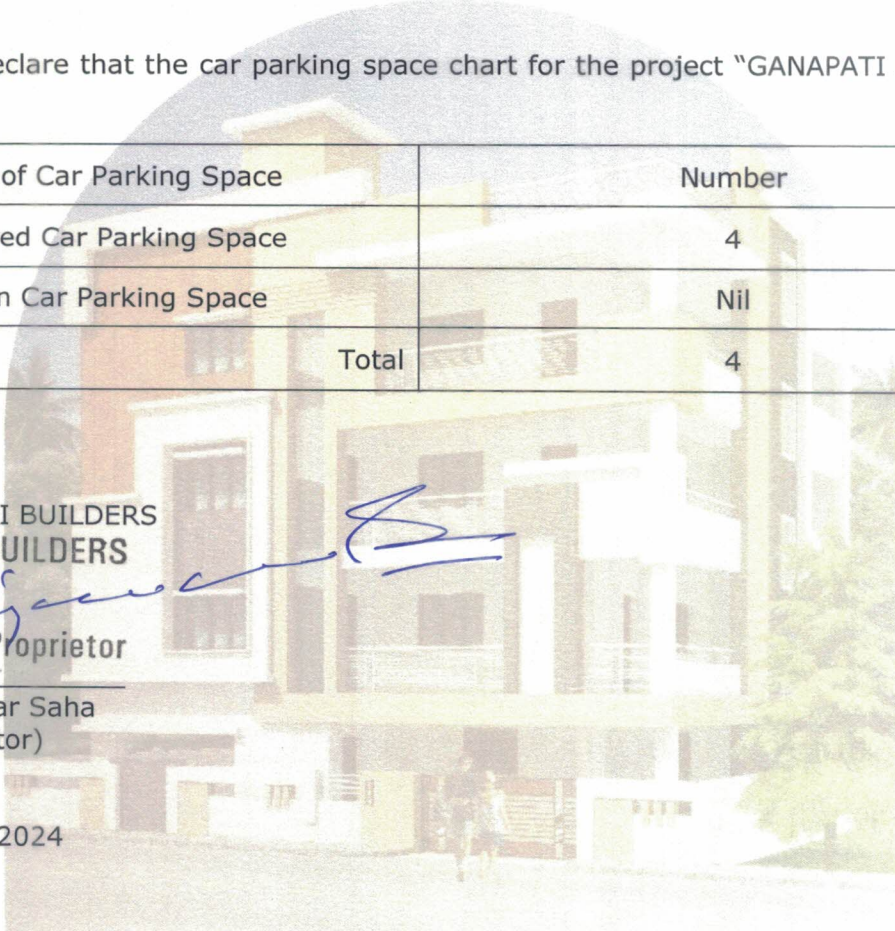 eclare that the car parking space chart for the project "GANAPATI
of Car Parking Space Number
ed Car Parking Space 4
n Car Parking Space Nil
Total 4
I BUILDERS
UILDERS
roprietor
ar Saha
tor)
2024